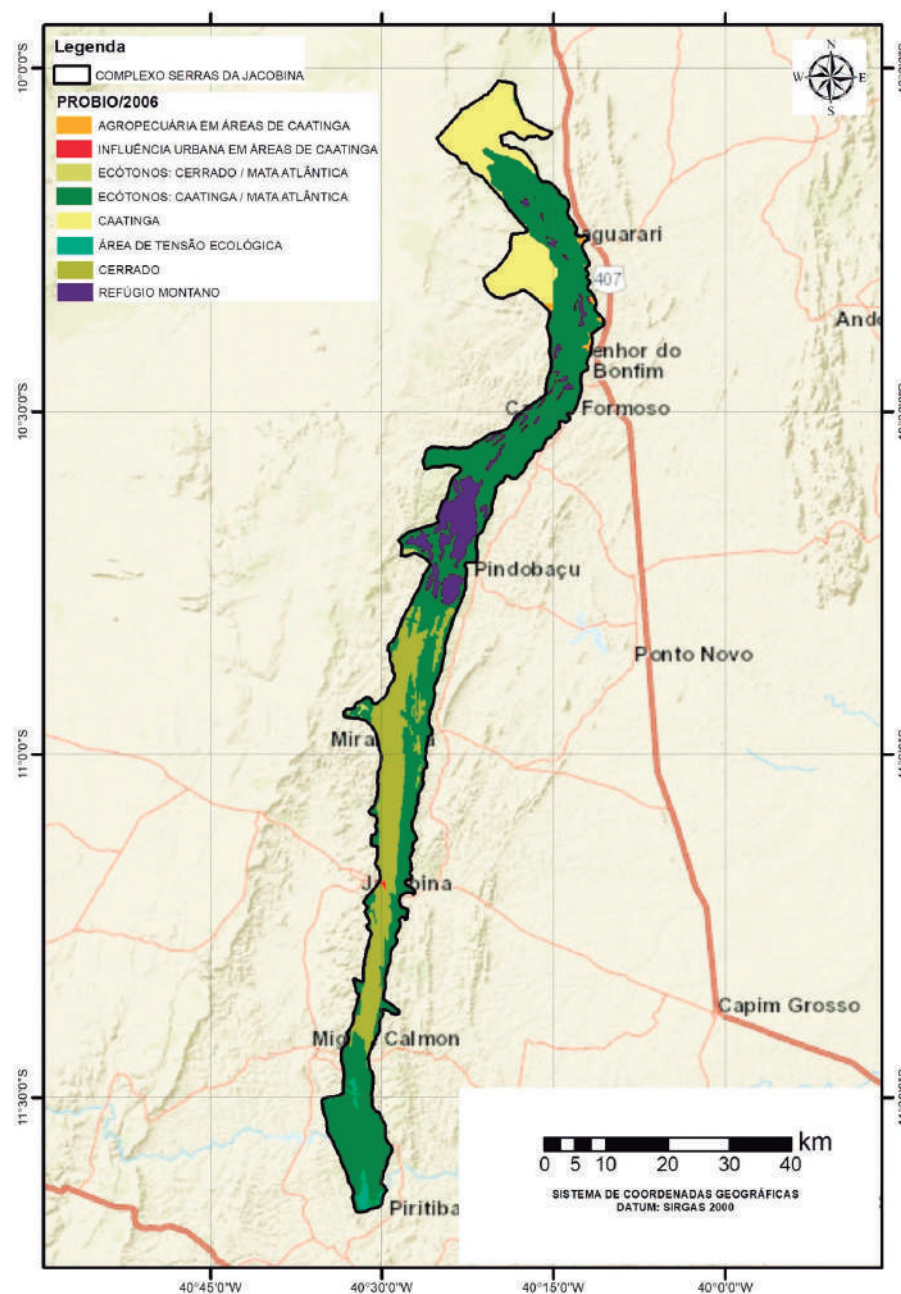 Legenda
COMPLEXO SERRAS DA JACOBINA
PROBIO/2006
AGROPECUÁRIA EM ÁREAS DE CAATINGA
INFLUÊNCIA URBANA EM ÁREAS DE CAATINGA
ECÓTONOS: CERRADO / MATA ATLÂNTICA
ECÓTONOS: CAATINGA / MATA ATLÂNTICA
CAATINGA
ÁREA DE TENSÃO ECOLÓGICA
CERRADO
REFÚGIO MONTANO
N
W E
S
10°0'0"S
aguarari
407
enhor do
Bonfim
10°30'0"S
Formoso
Pindobaçu
Ponto Novo
11°0'0"S
Capim Grosso
Calmon
11°30'0"S
Piritiba
km
0 5 10 20 30 40
SISTEMA DE COORDENADAS GEOGRÁFICAS
DATUM: SIRGAS 2000
40°45'0"W 40°30'0"W 40°15'0"W 40°0'0"W